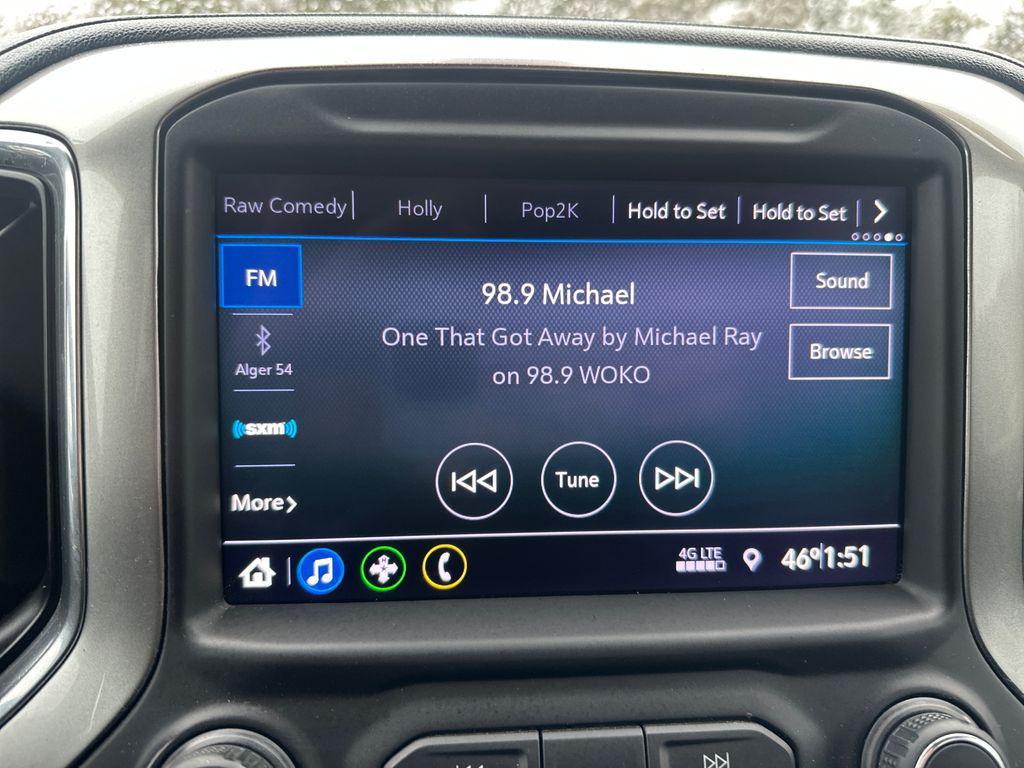 Raw Comedy Holly Pop2K Hold to Set Hold to Set
FM
98.9 Michael
Sound
One That Got Away by Michael Ray
on 98.9 WOKO
Browse
Alger 54
sxm
More
Tune
4G LTE
46° 1:51